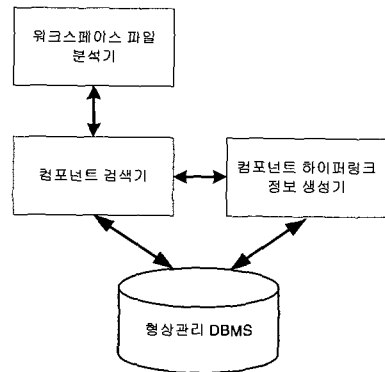 워크스페이스 파일
분석기
컴포넌트 검색기
컴포넌트 하이퍼링크
정보 생성기
형상관리 DBMS